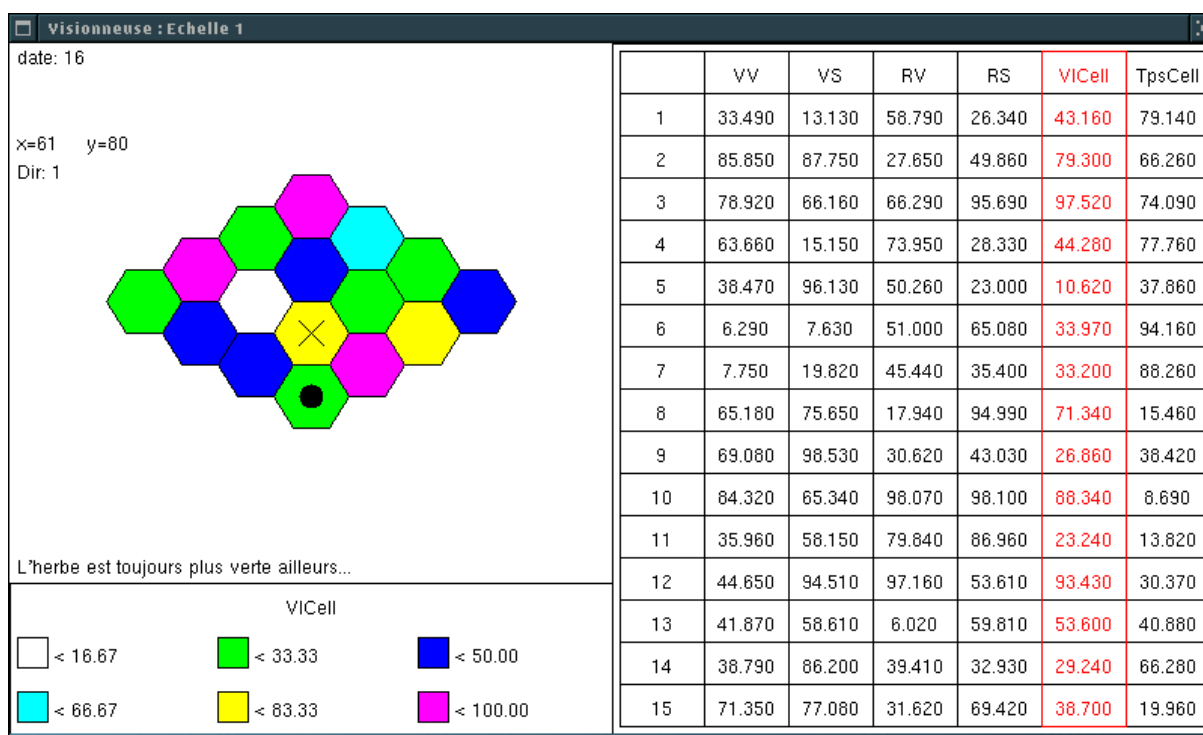 Visionneuse : Echelle 1
date: 16
x=61 y=80
Dir: 1
L'herbe est toujours plus verte ailleurs...
VICell
< 16.67 < 33.33 < 50.00
< 66.67 < 83.33 < 100.00
VV VS RV RS VICell TpsCell
1 33.490 13.130 58.790 26.340 43.160 79.140
2 85.850 87.750 27.650 49.860 79.300 66.260
3 78.920 66.160 66.290 95.690 97.520 74.090
4 63.660 15.150 73.950 28.330 44.280 77.760
5 38.470 96.130 50.260 23.000 10.620 37.860
6 6.290 7.630 51.000 65.080 33.970 94.160
7 7.750 19.820 45.440 35.400 33.200 88.260
8 65.180 75.650 17.940 94.990 71.340 15.460
9 69.080 98.530 30.620 43.030 26.860 38.420
10 84.320 65.340 98.070 98.100 88.340 8.690
11 35.960 58.150 79.840 86.960 23.240 13.820
12 44.650 94.510 97.160 53.610 93.430 30.370
13 41.870 58.610 6.020 59.810 53.600 40.880
14 38.790 86.200 39.410 32.930 29.240 66.280
15 71.350 77.080 31.620 69.420 38.700 19.960